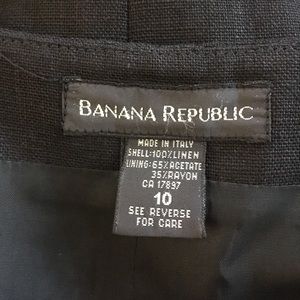 BANANA REPUBLIC
MADE IN ITALY
SHELL:100%LINEN
LINING:65%ACETATE
35%RAYON
CA 17897
10
SEE REVERSE
FOR CARE